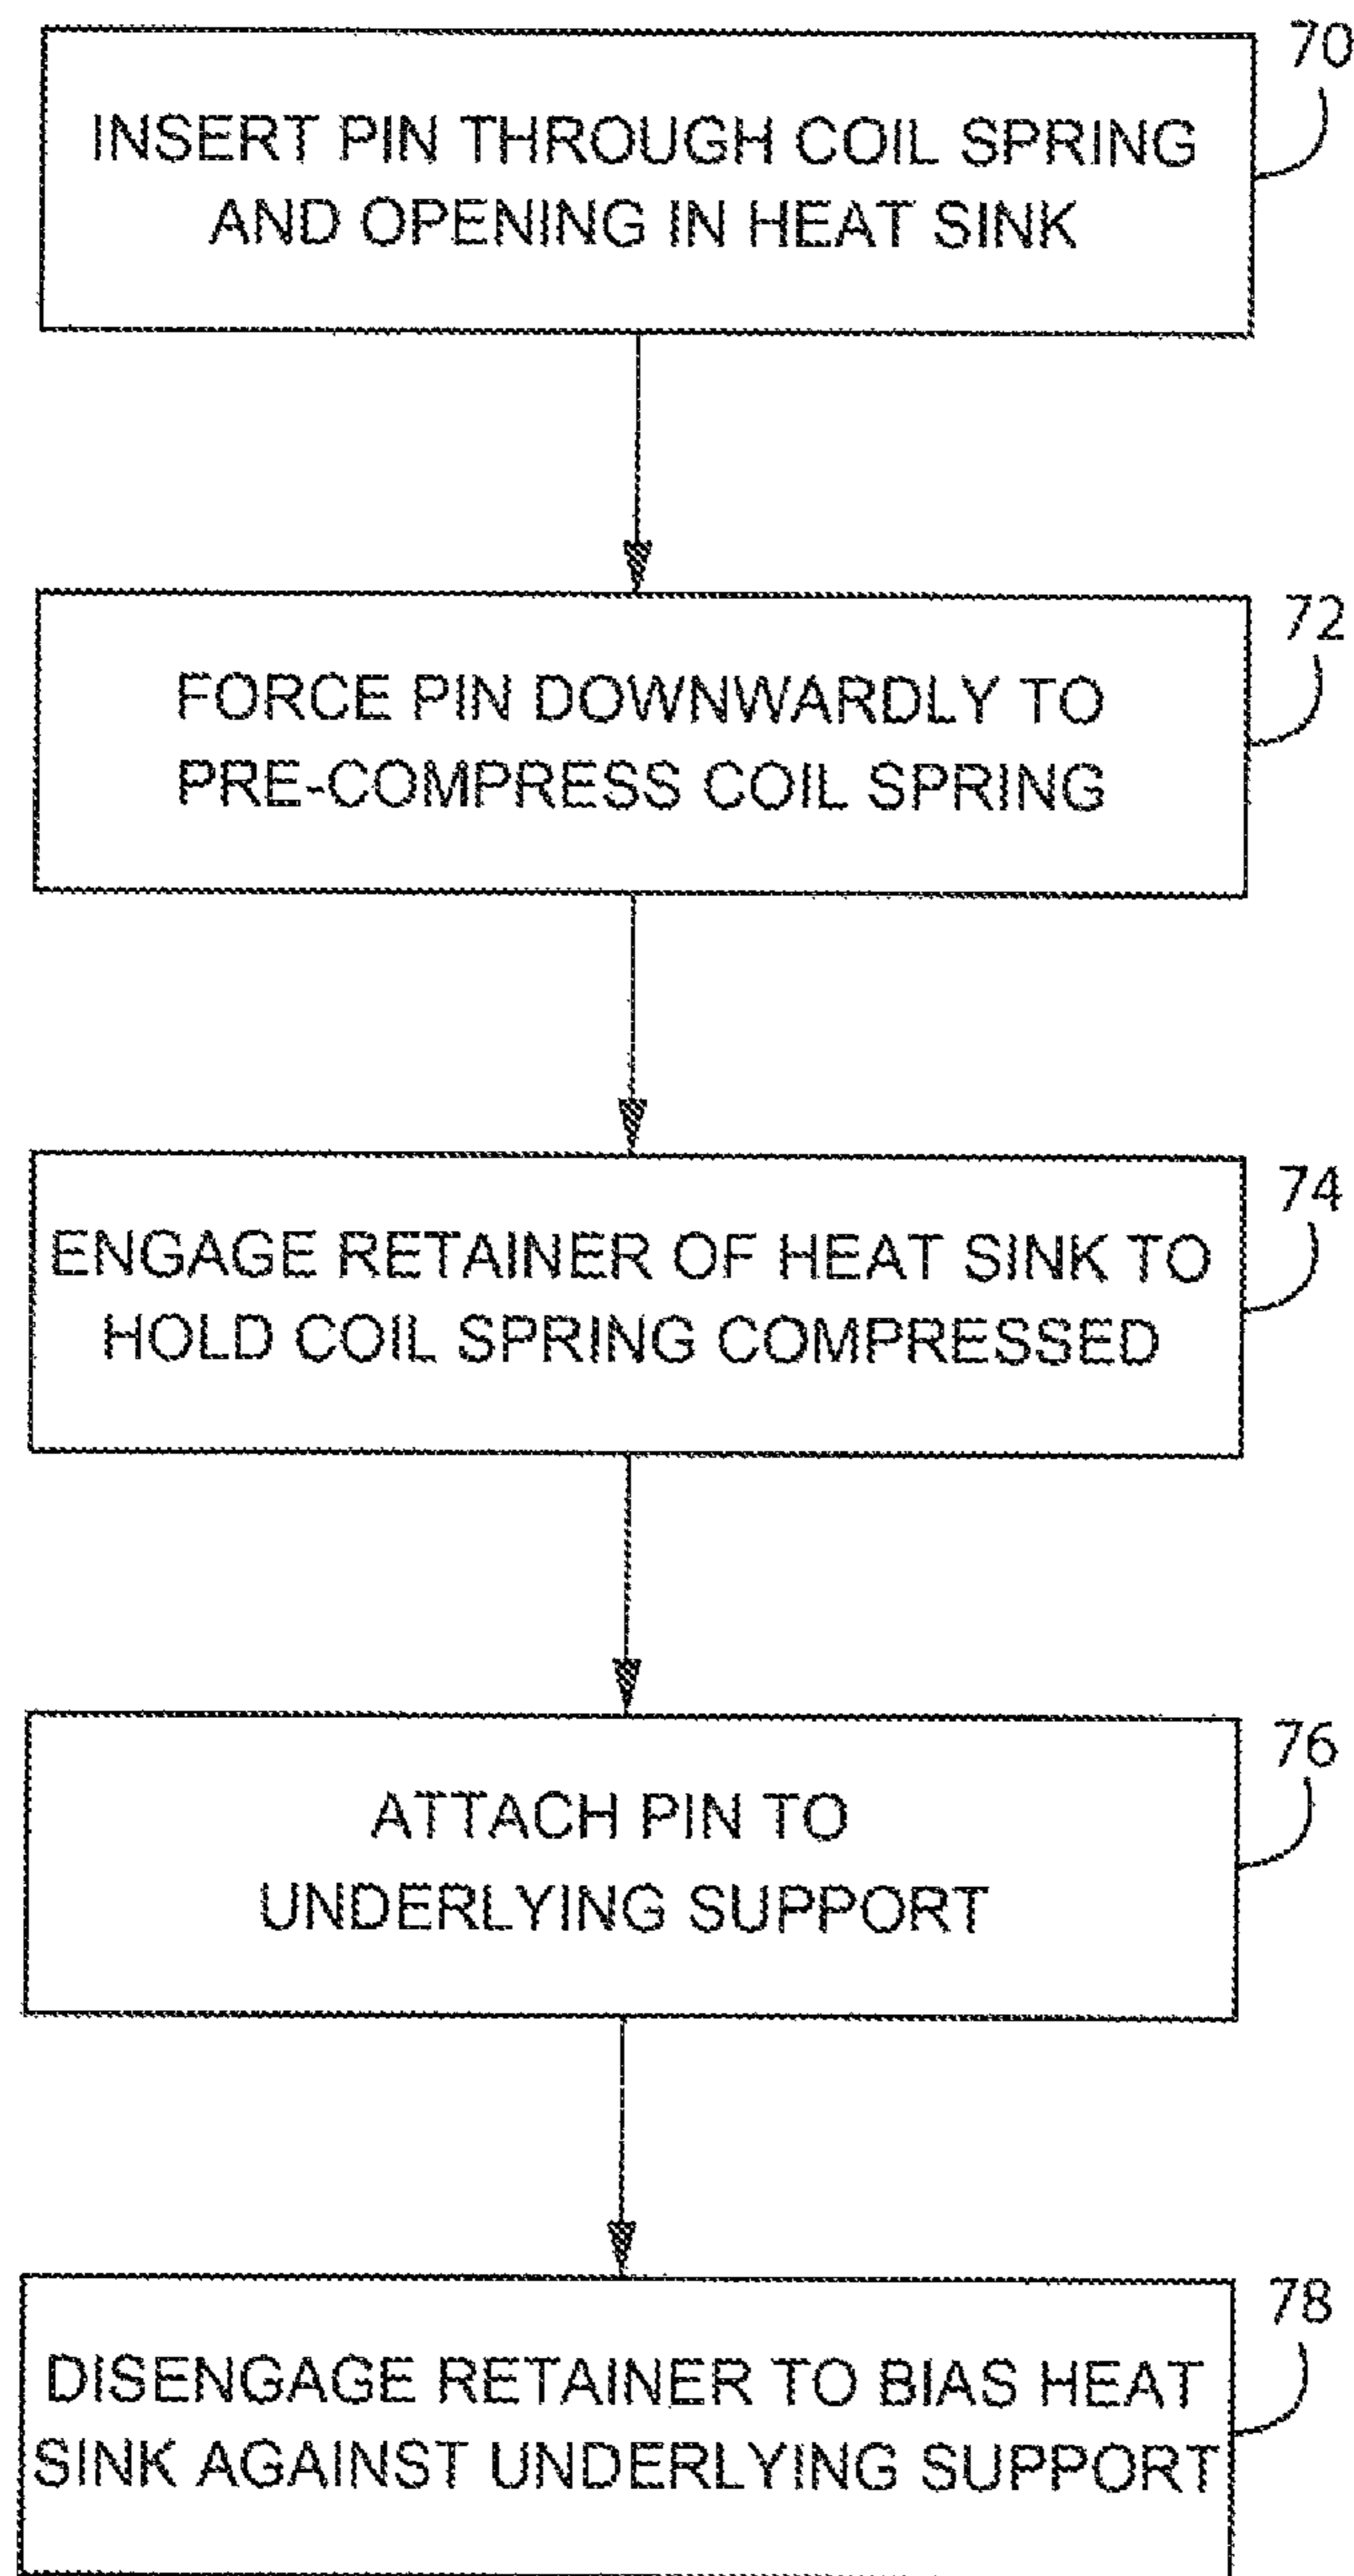 70
INSERT PIN THROUGH COIL SPRING
AND OPENING IN HEAT SINK
72
FORCE PIN DOWNWARDLY TO
PRE-COMPRESS COIL SPRING
74
ENGAGE RETAINER OF HEAT SINK TO
HOLD COIL SPRING COMPRESSED
76
ATTACH PIN TO
UNDERLYING SUPPORT
78
DISENGAGE RETAINER TO BIAS HEAT
SINK AGAINST UNDERLYING SUPPORT